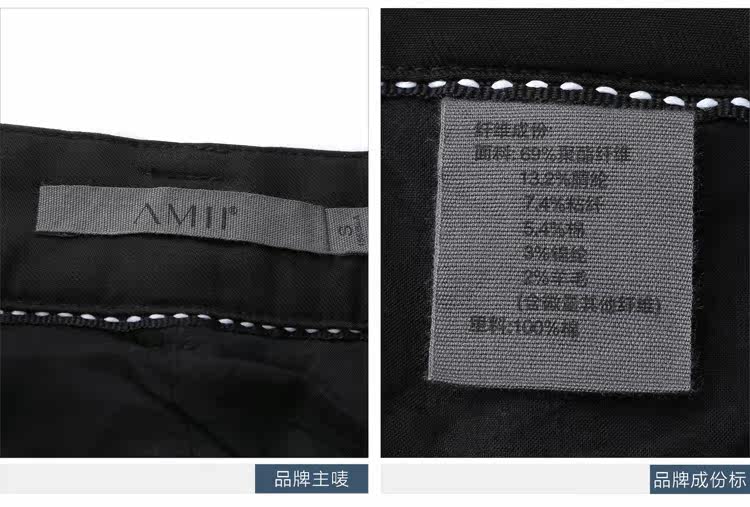 AMII®
S
纤维成份:
面料:69%聚酯纤维
13.2%腈纶
7.4%粘纤
5.4%棉
3%锦纶
2%羊毛
(含微量其他纤维)
里料:100%棉
品牌主唛
品牌成份标